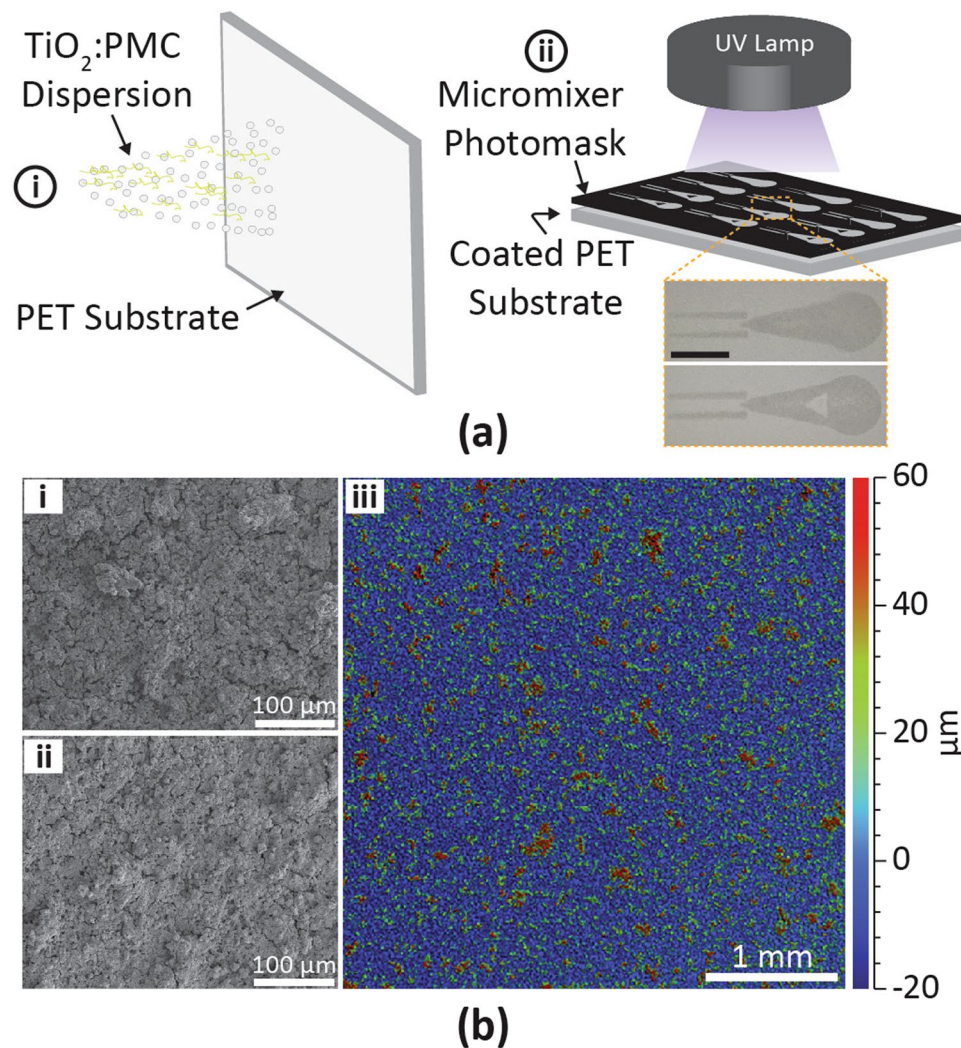 TiO₂:PMC
Dispersion
i
PET Substrate
ii
Micromixer
Photomask
UV Lamp
Coated PET
Substrate
(a)
i
100 µm
ii
100 µm
iii
1 mm
60
40
20
0
-20
µm
(b)